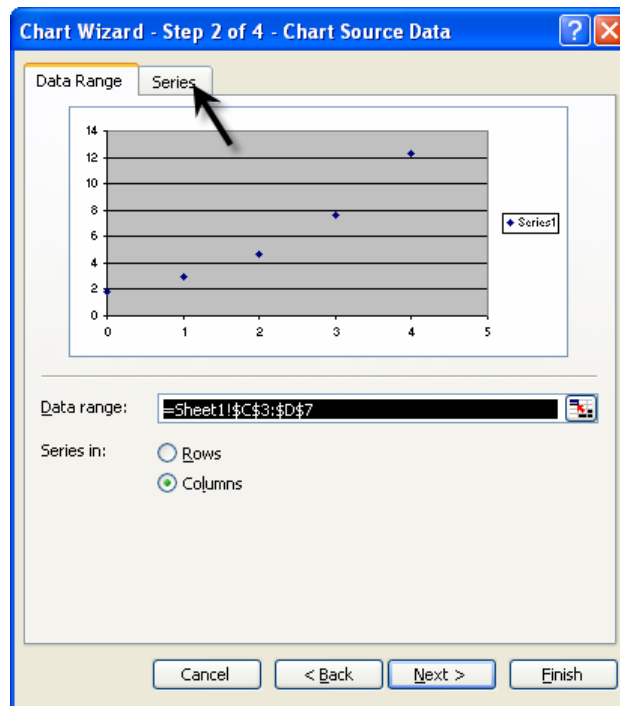 Chart Wizard - Step 2 of 4 - Chart Source Data
Data Range Series
14
12
10
8
6
4
2
0
0 1 2 3 4 5
Series1
Data range: =Sheet1!$C$3:$D$7
Series in: Rows
Columns
Cancel < Back Next > Finish